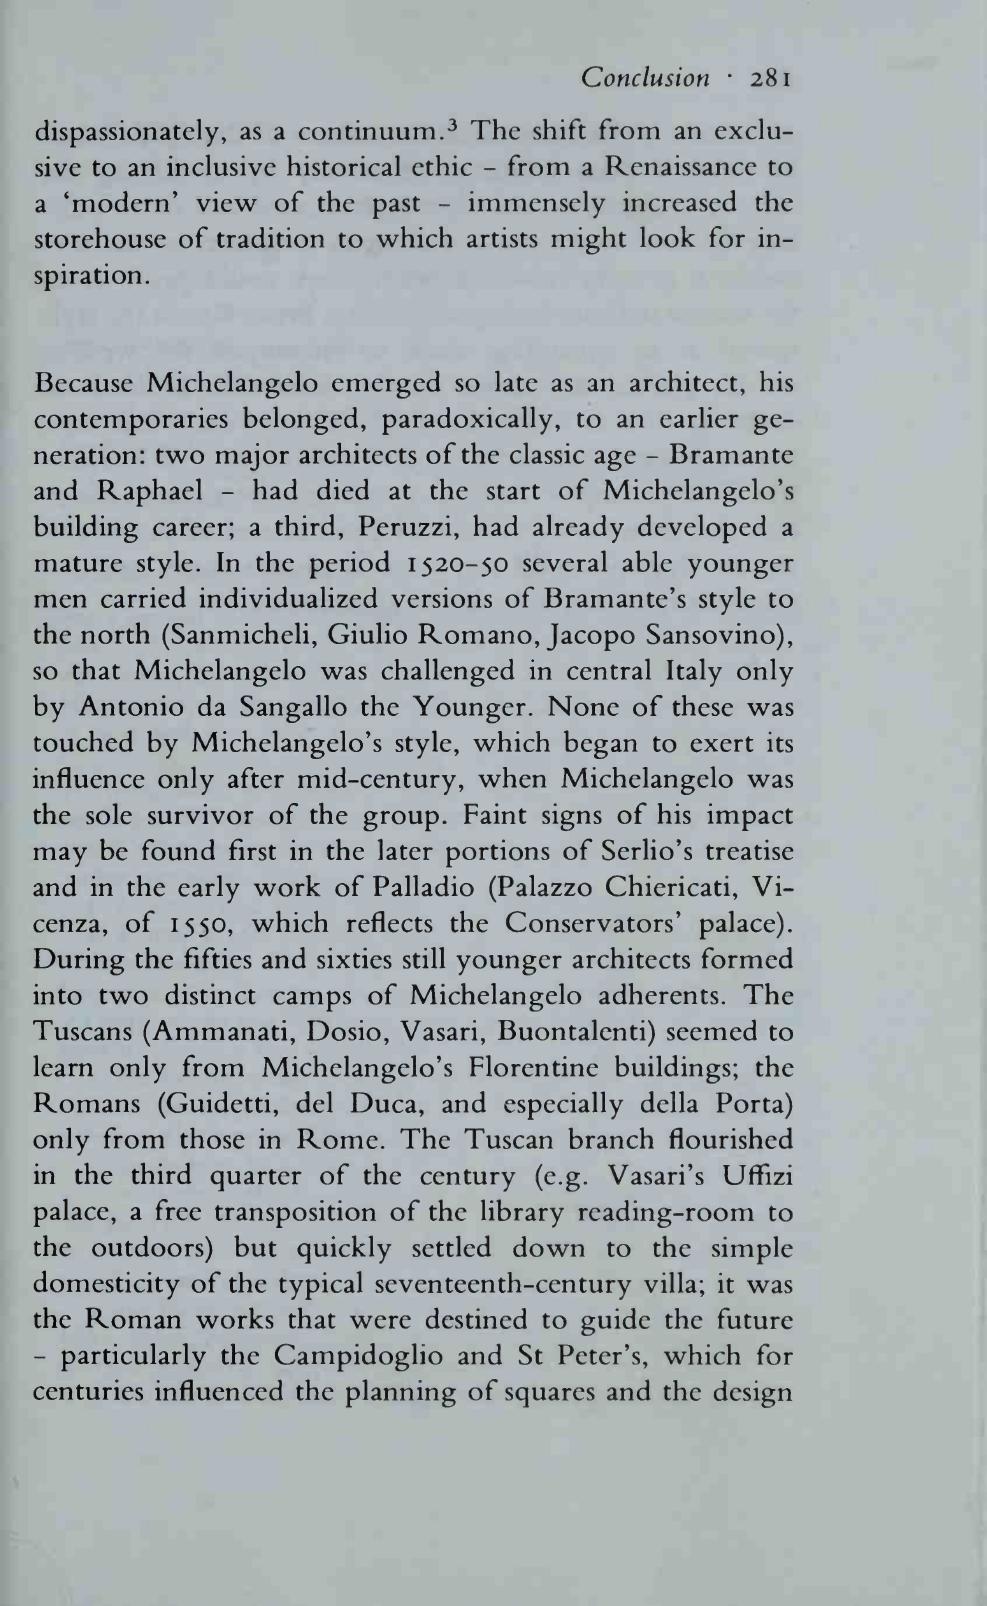 Conclusion · 281
dispassionately, as a continuum.³ The shift from an exclu-
sive to an inclusive historical ethic – from a Renaissance to
a ‘modern’ view of the past – immensely increased the
storehouse of tradition to which artists might look for in-
spiration.
Because Michelangelo emerged so late as an architect, his
contemporaries belonged, paradoxically, to an earlier ge-
neration: two major architects of the classic age – Bramante
and Raphael – had died at the start of Michelangelo’s
building career; a third, Peruzzi, had already developed a
mature style. In the period 1520–50 several able younger
men carried individualized versions of Bramante’s style to
the north (Sanmicheli, Giulio Romano, Jacopo Sansovino),
so that Michelangelo was challenged in central Italy only
by Antonio da Sangallo the Younger. None of these was
touched by Michelangelo’s style, which began to exert its
influence only after mid-century, when Michelangelo was
the sole survivor of the group. Faint signs of his impact
may be found first in the later portions of Serlio’s treatise
and in the early work of Palladio (Palazzo Chiericati, Vi-
cenza, of 1550, which reflects the Conservators’ palace).
During the fifties and sixties still younger architects formed
into two distinct camps of Michelangelo adherents. The
Tuscans (Ammanati, Dosio, Vasari, Buontalenti) seemed to
learn only from Michelangelo’s Florentine buildings; the
Romans (Guidetti, del Duca, and especially della Porta)
only from those in Rome. The Tuscan branch flourished
in the third quarter of the century (e.g. Vasari’s Uffizi
palace, a free transposition of the library reading-room to
the outdoors) but quickly settled down to the simple
domesticity of the typical seventeenth-century villa; it was
the Roman works that were destined to guide the future
– particularly the Campidoglio and St Peter’s, which for
centuries influenced the planning of squares and the design